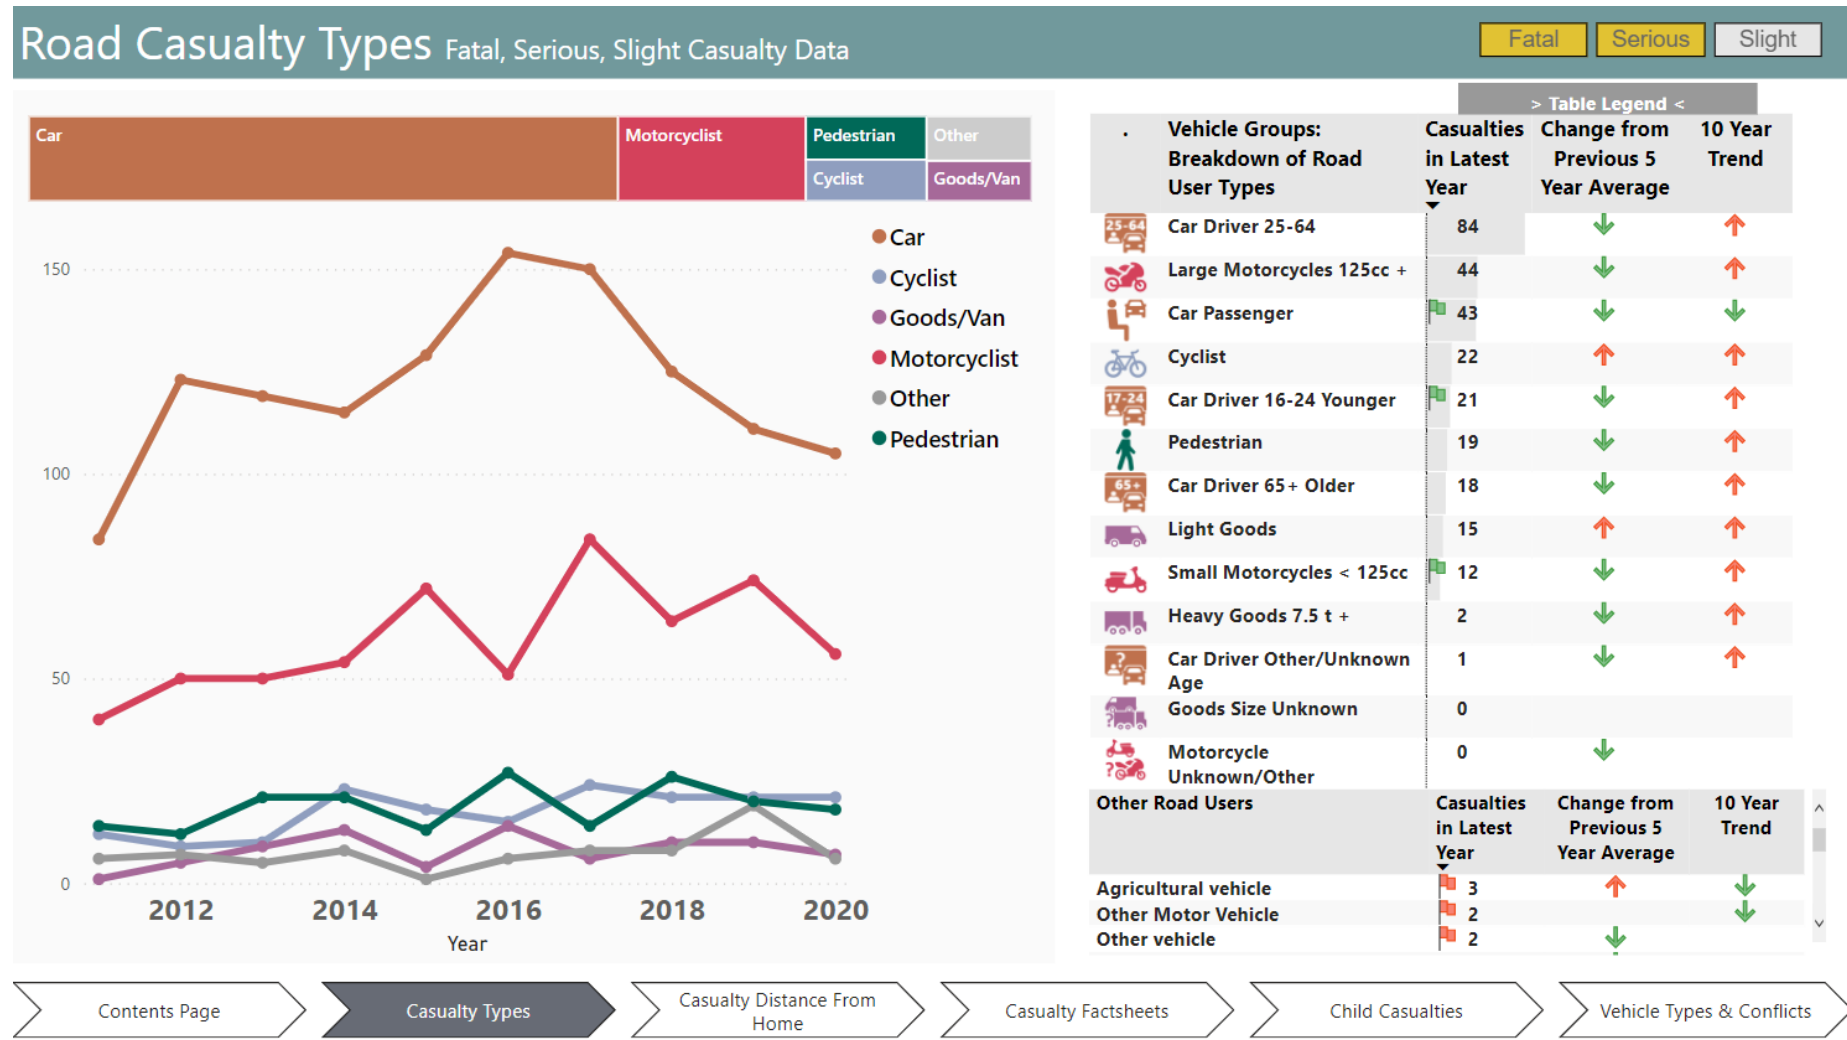 Road Casualty Types Fatal, Serious, Slight Casualty Data
Fatal
Serious
Slight
Car
Motorcyclist
Pedestrian
Other
Cyclist
Goods/Van
Car
Cyclist
Goods/Van
Motorcyclist
Other
Pedestrian
150
100
50
0
2012
2014
2016
2018
2020
Year
> Table Legend <
. Vehicle Groups: Casualties Change from 10 Year
Breakdown of Road in Latest Previous 5 Trend
User Types Year Year Average
25-64 Car Driver 25-64 84
Large Motorcycles 125cc + 44
Car Passenger 43
Cyclist 22
17-24 Car Driver 16-24 Younger 21
Pedestrian 19
65+ Car Driver 65+ Older 18
Light Goods 15
Small Motorcycles < 125cc 12
Heavy Goods 7.5 t + 2
? Car Driver Other/Unknown 1
Age
? Goods Size Unknown 0
Motorcycle 0
? Unknown/Other
Other Road Users Casualties Change from 10 Year
in Latest Previous 5 Trend
Year Year Average
Agricultural vehicle 3
Other Motor Vehicle 2
Other vehicle 2
Contents Page
Casualty Types
Casualty Distance From
Home
Casualty Factsheets
Child Casualties
Vehicle Types & Conflicts